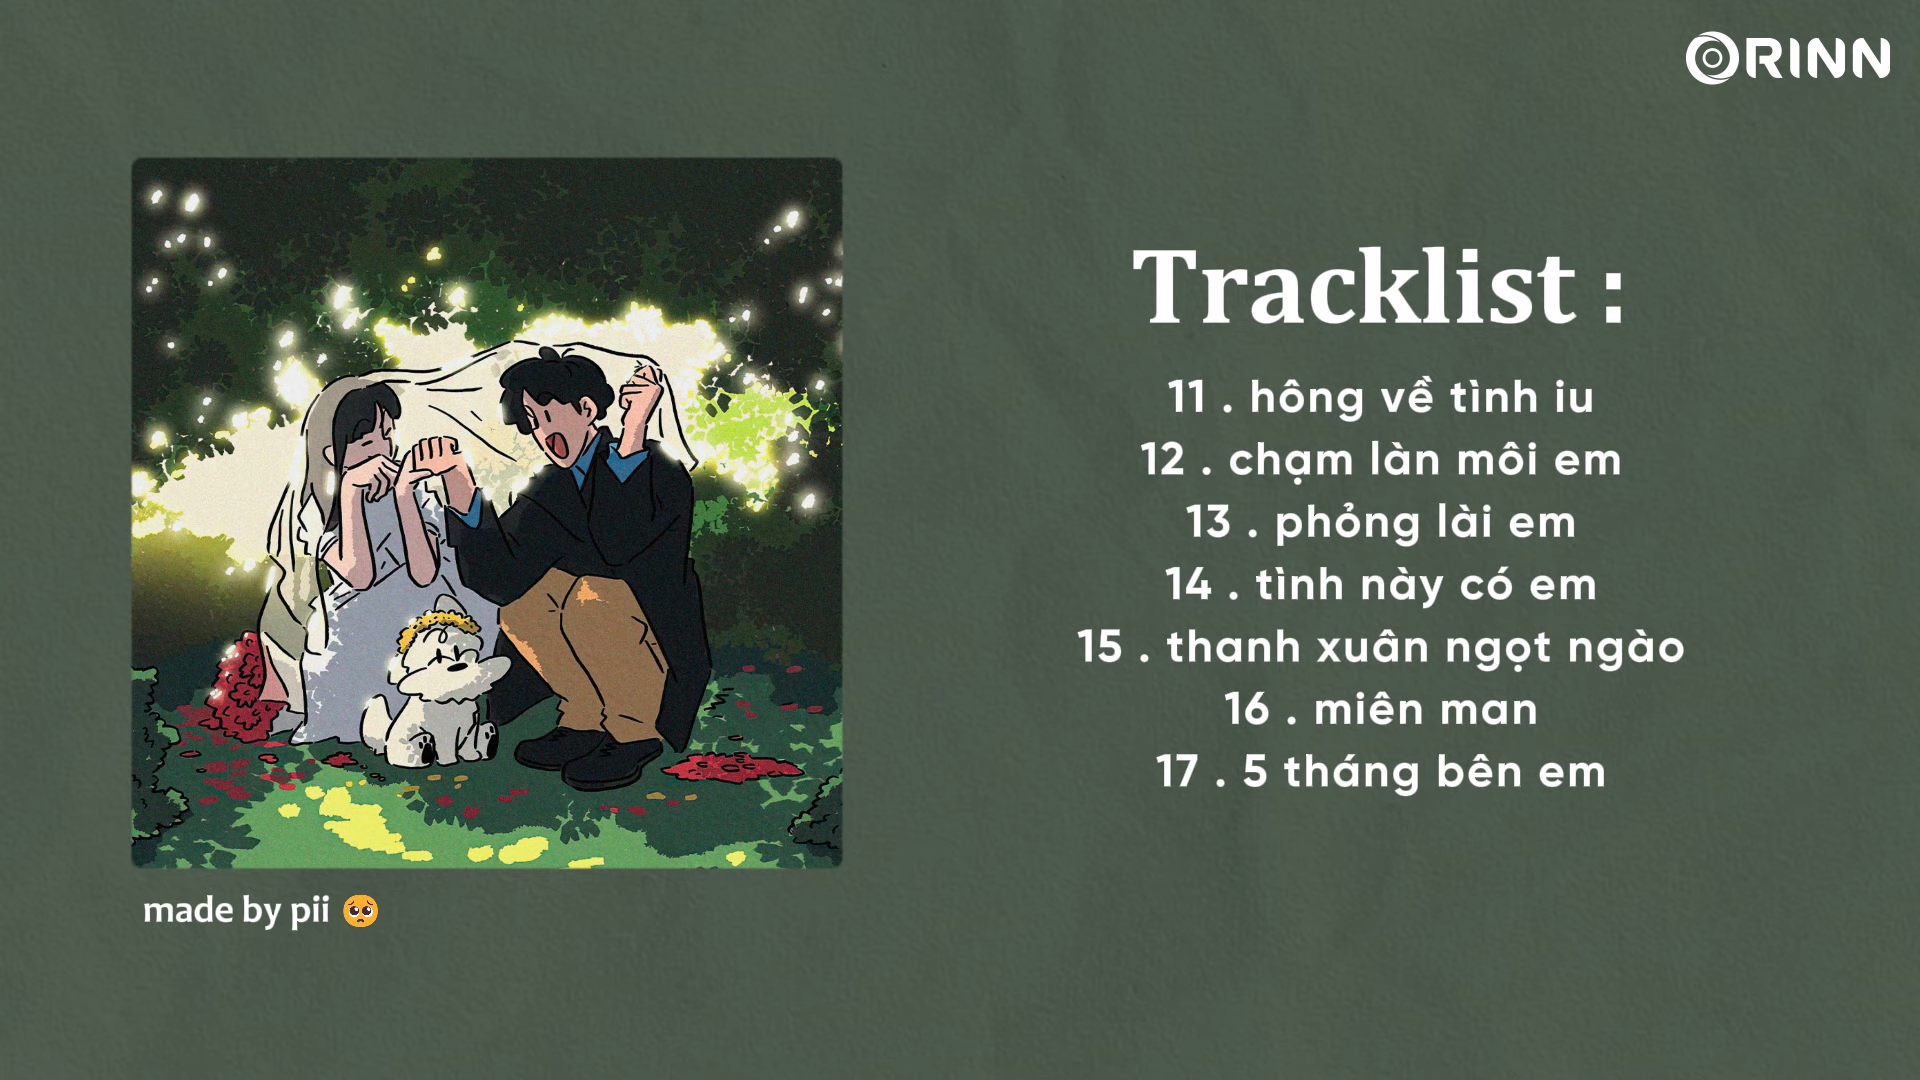 ORINN
Tracklist :
11 . hông về tình iu
12 . chạm làn môi em
13 . phỏng lài em
14 . tình này có em
15 . thanh xuân ngọt ngào
16 . miên man
17 . 5 tháng bên em
made by pii 🥺